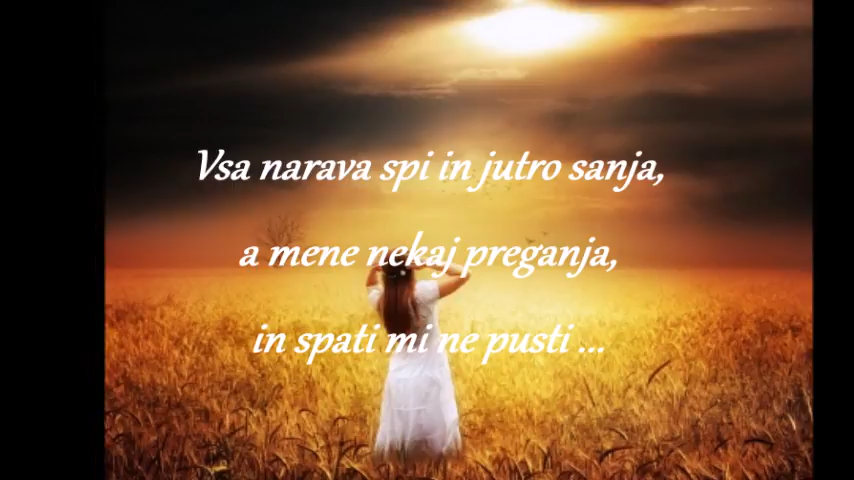 Vsa narava spi in jutro sanja,
a mene nekaj preganja,
in spati mi ne pusti ...